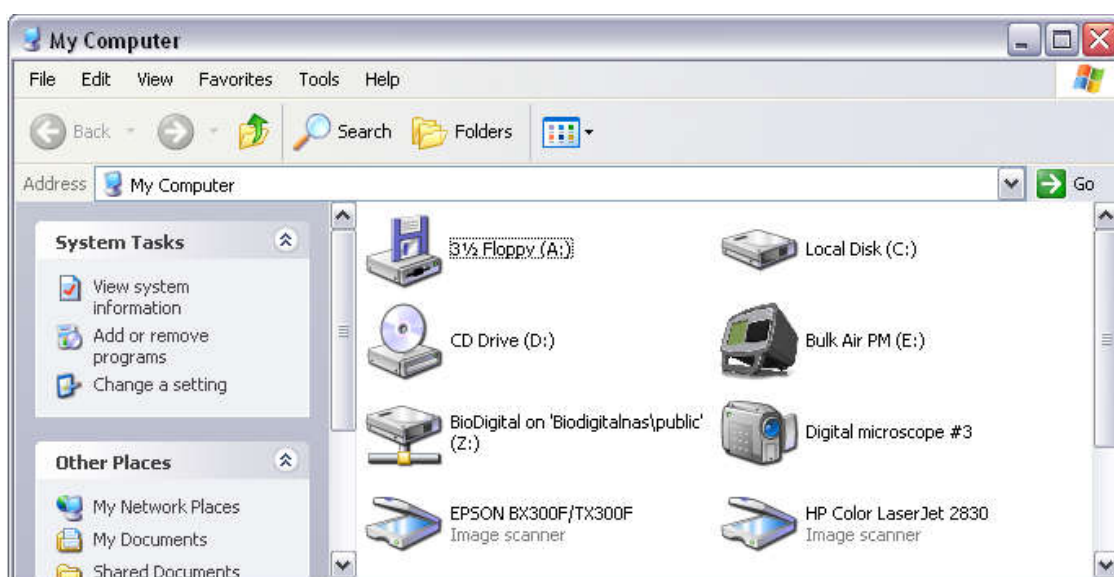 My Computer
File Edit View Favorites Tools Help
Back Search Folders
Address My Computer Go
System Tasks
View system
information
Add or remove
programs
Change a setting
Other Places
My Network Places
My Documents
Shared Documents
3½ Floppy (A:)
Local Disk (C:)
CD Drive (D:)
Bulk Air PM (E:)
BioDigital on 'Biodigitalnas\public'
(Z:)
Digital microscope #3
EPSON BX300F/TX300F
Image scanner
HP Color LaserJet 2830
Image scanner